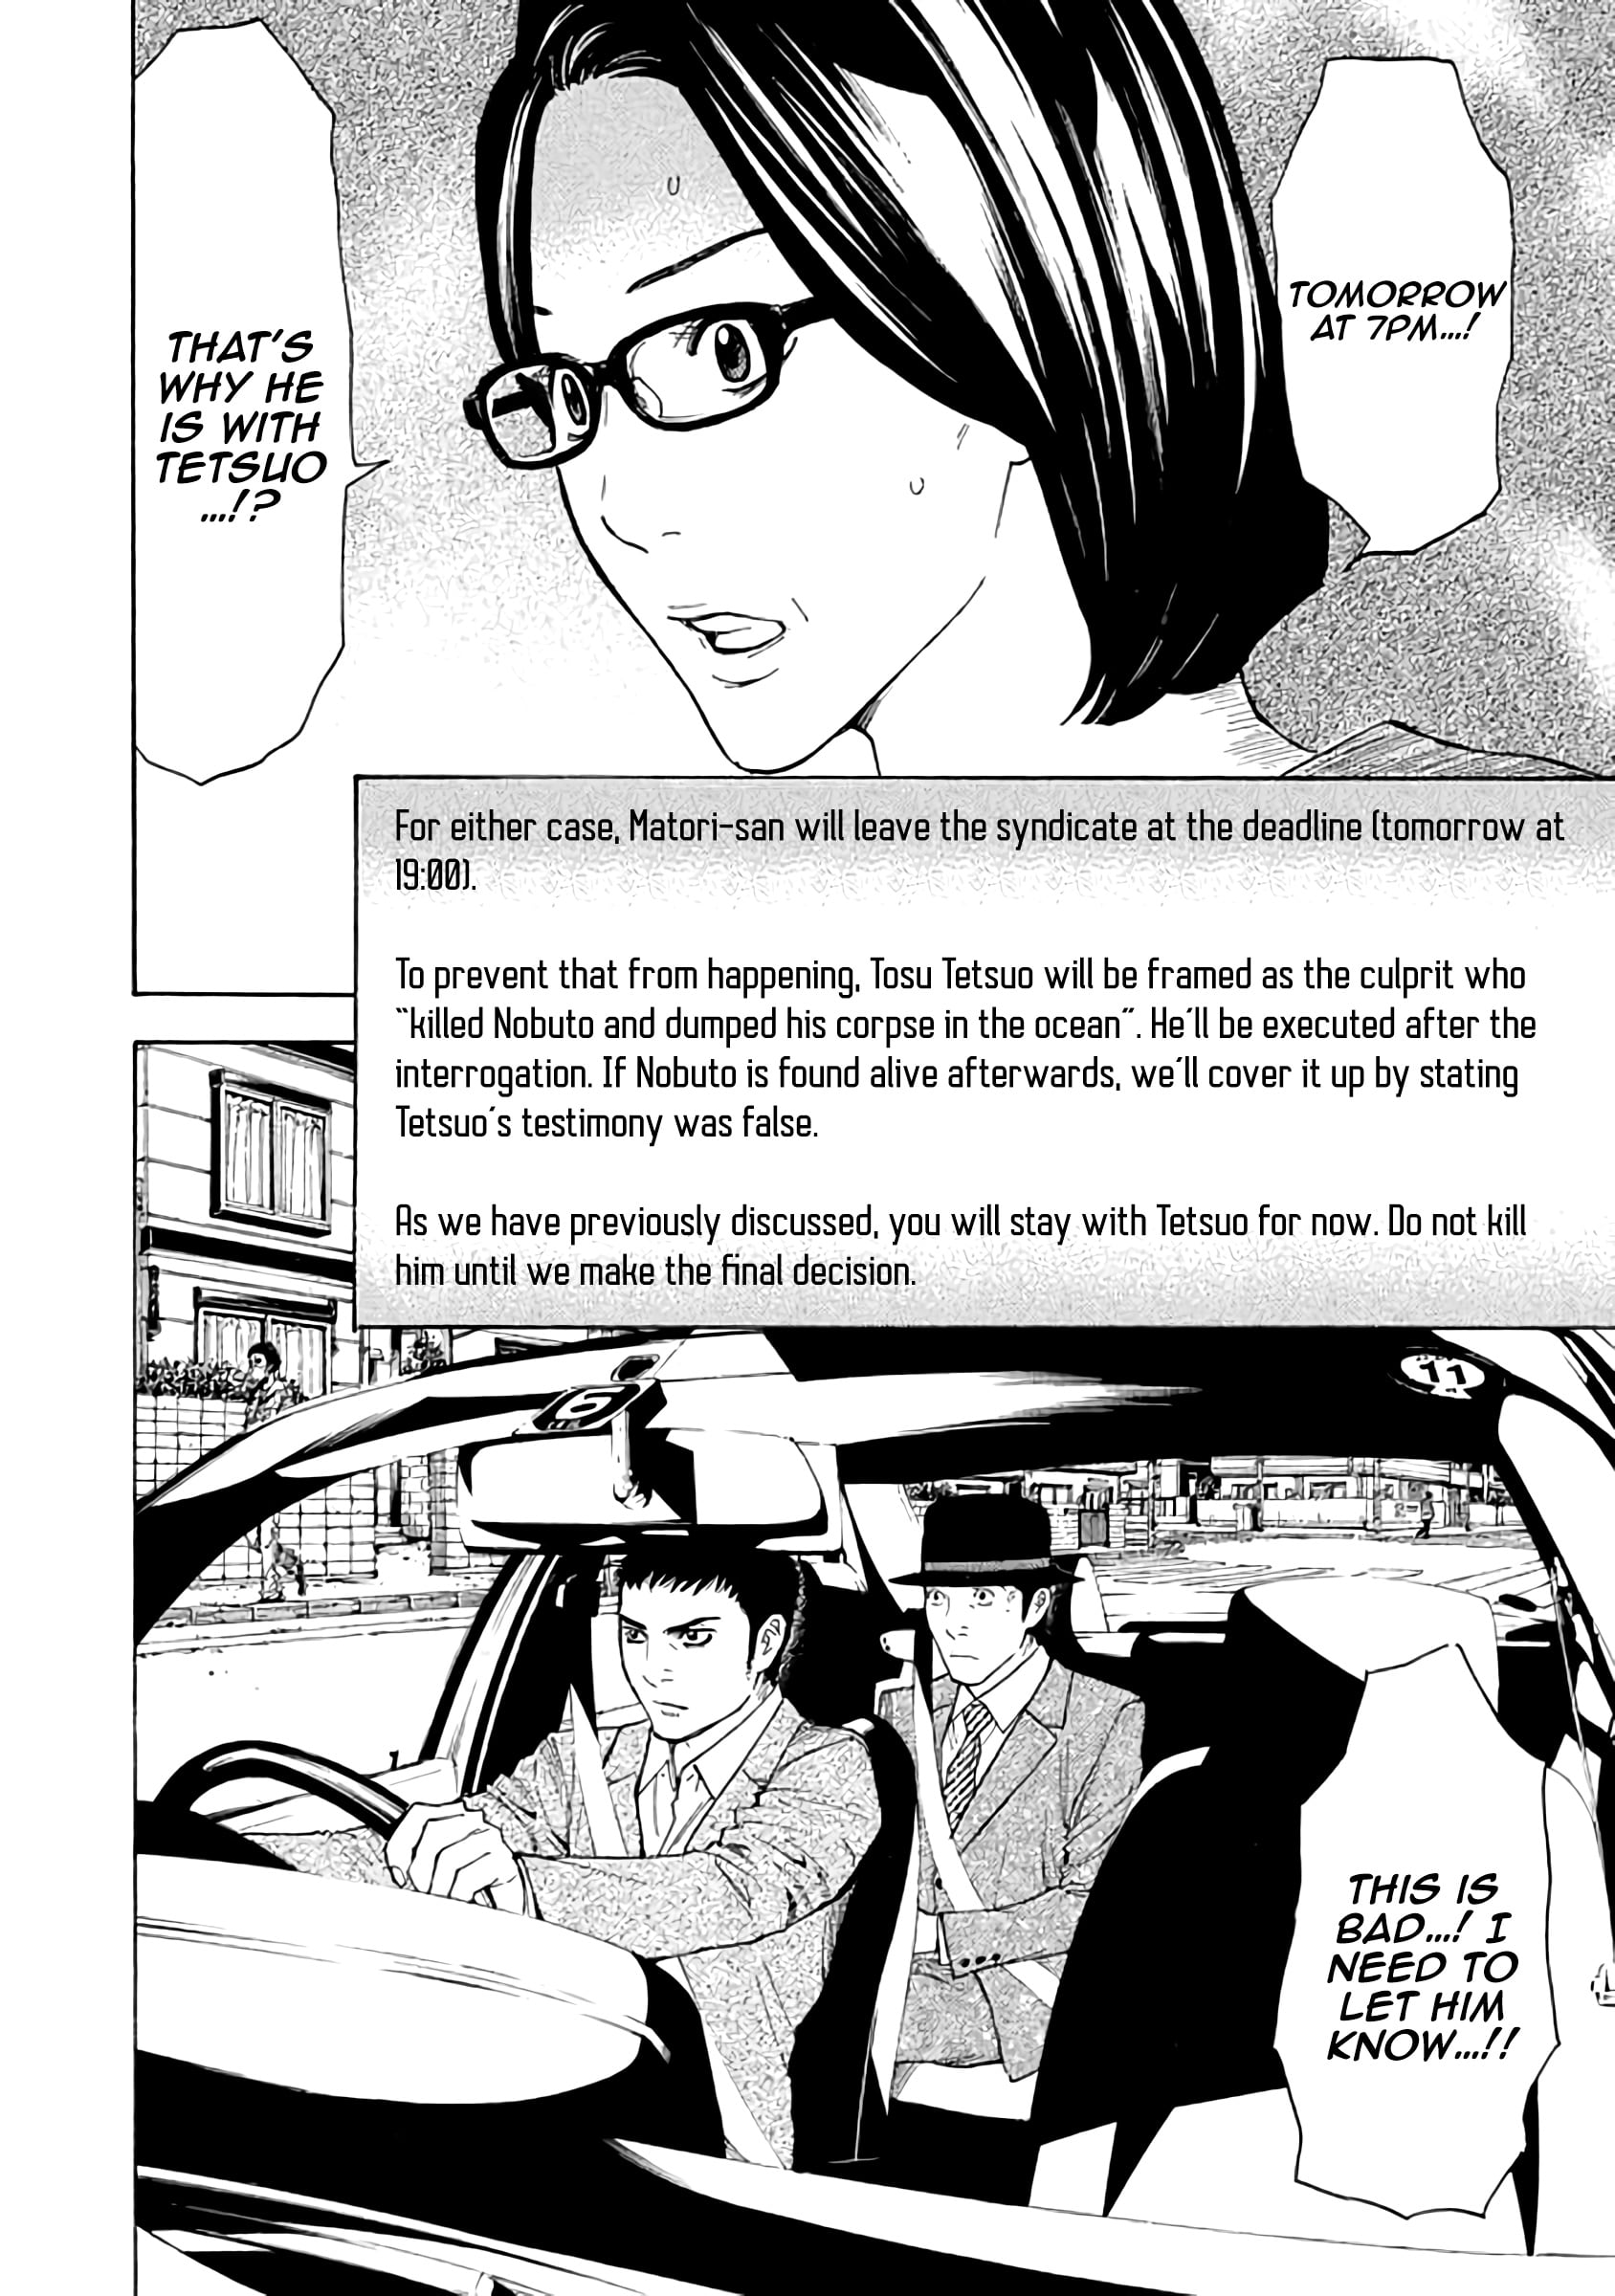 TOMORROW
AT 7PM...!
THAT'S
WHY HE
IS WITH
TETSUO
...!?
For either case, Matori-san will leave the syndicate at the deadline (tomorrow at
19:00).
To prevent that from happening, Tosu Tetsuo will be framed as the culprit who
“killed Nobuto and dumped his corpse in the ocean”. He'll be executed after the
interrogation. If Nobuto is found alive afterwards, we'll cover it up by stating
Tetsuo's testimony was false.
As we have previously discussed, you will stay with Tetsuo for now. Do not kill
him until we make the final decision.
11
THIS IS
BAD...! I
NEED TO
LET HIM
KNOW...!!